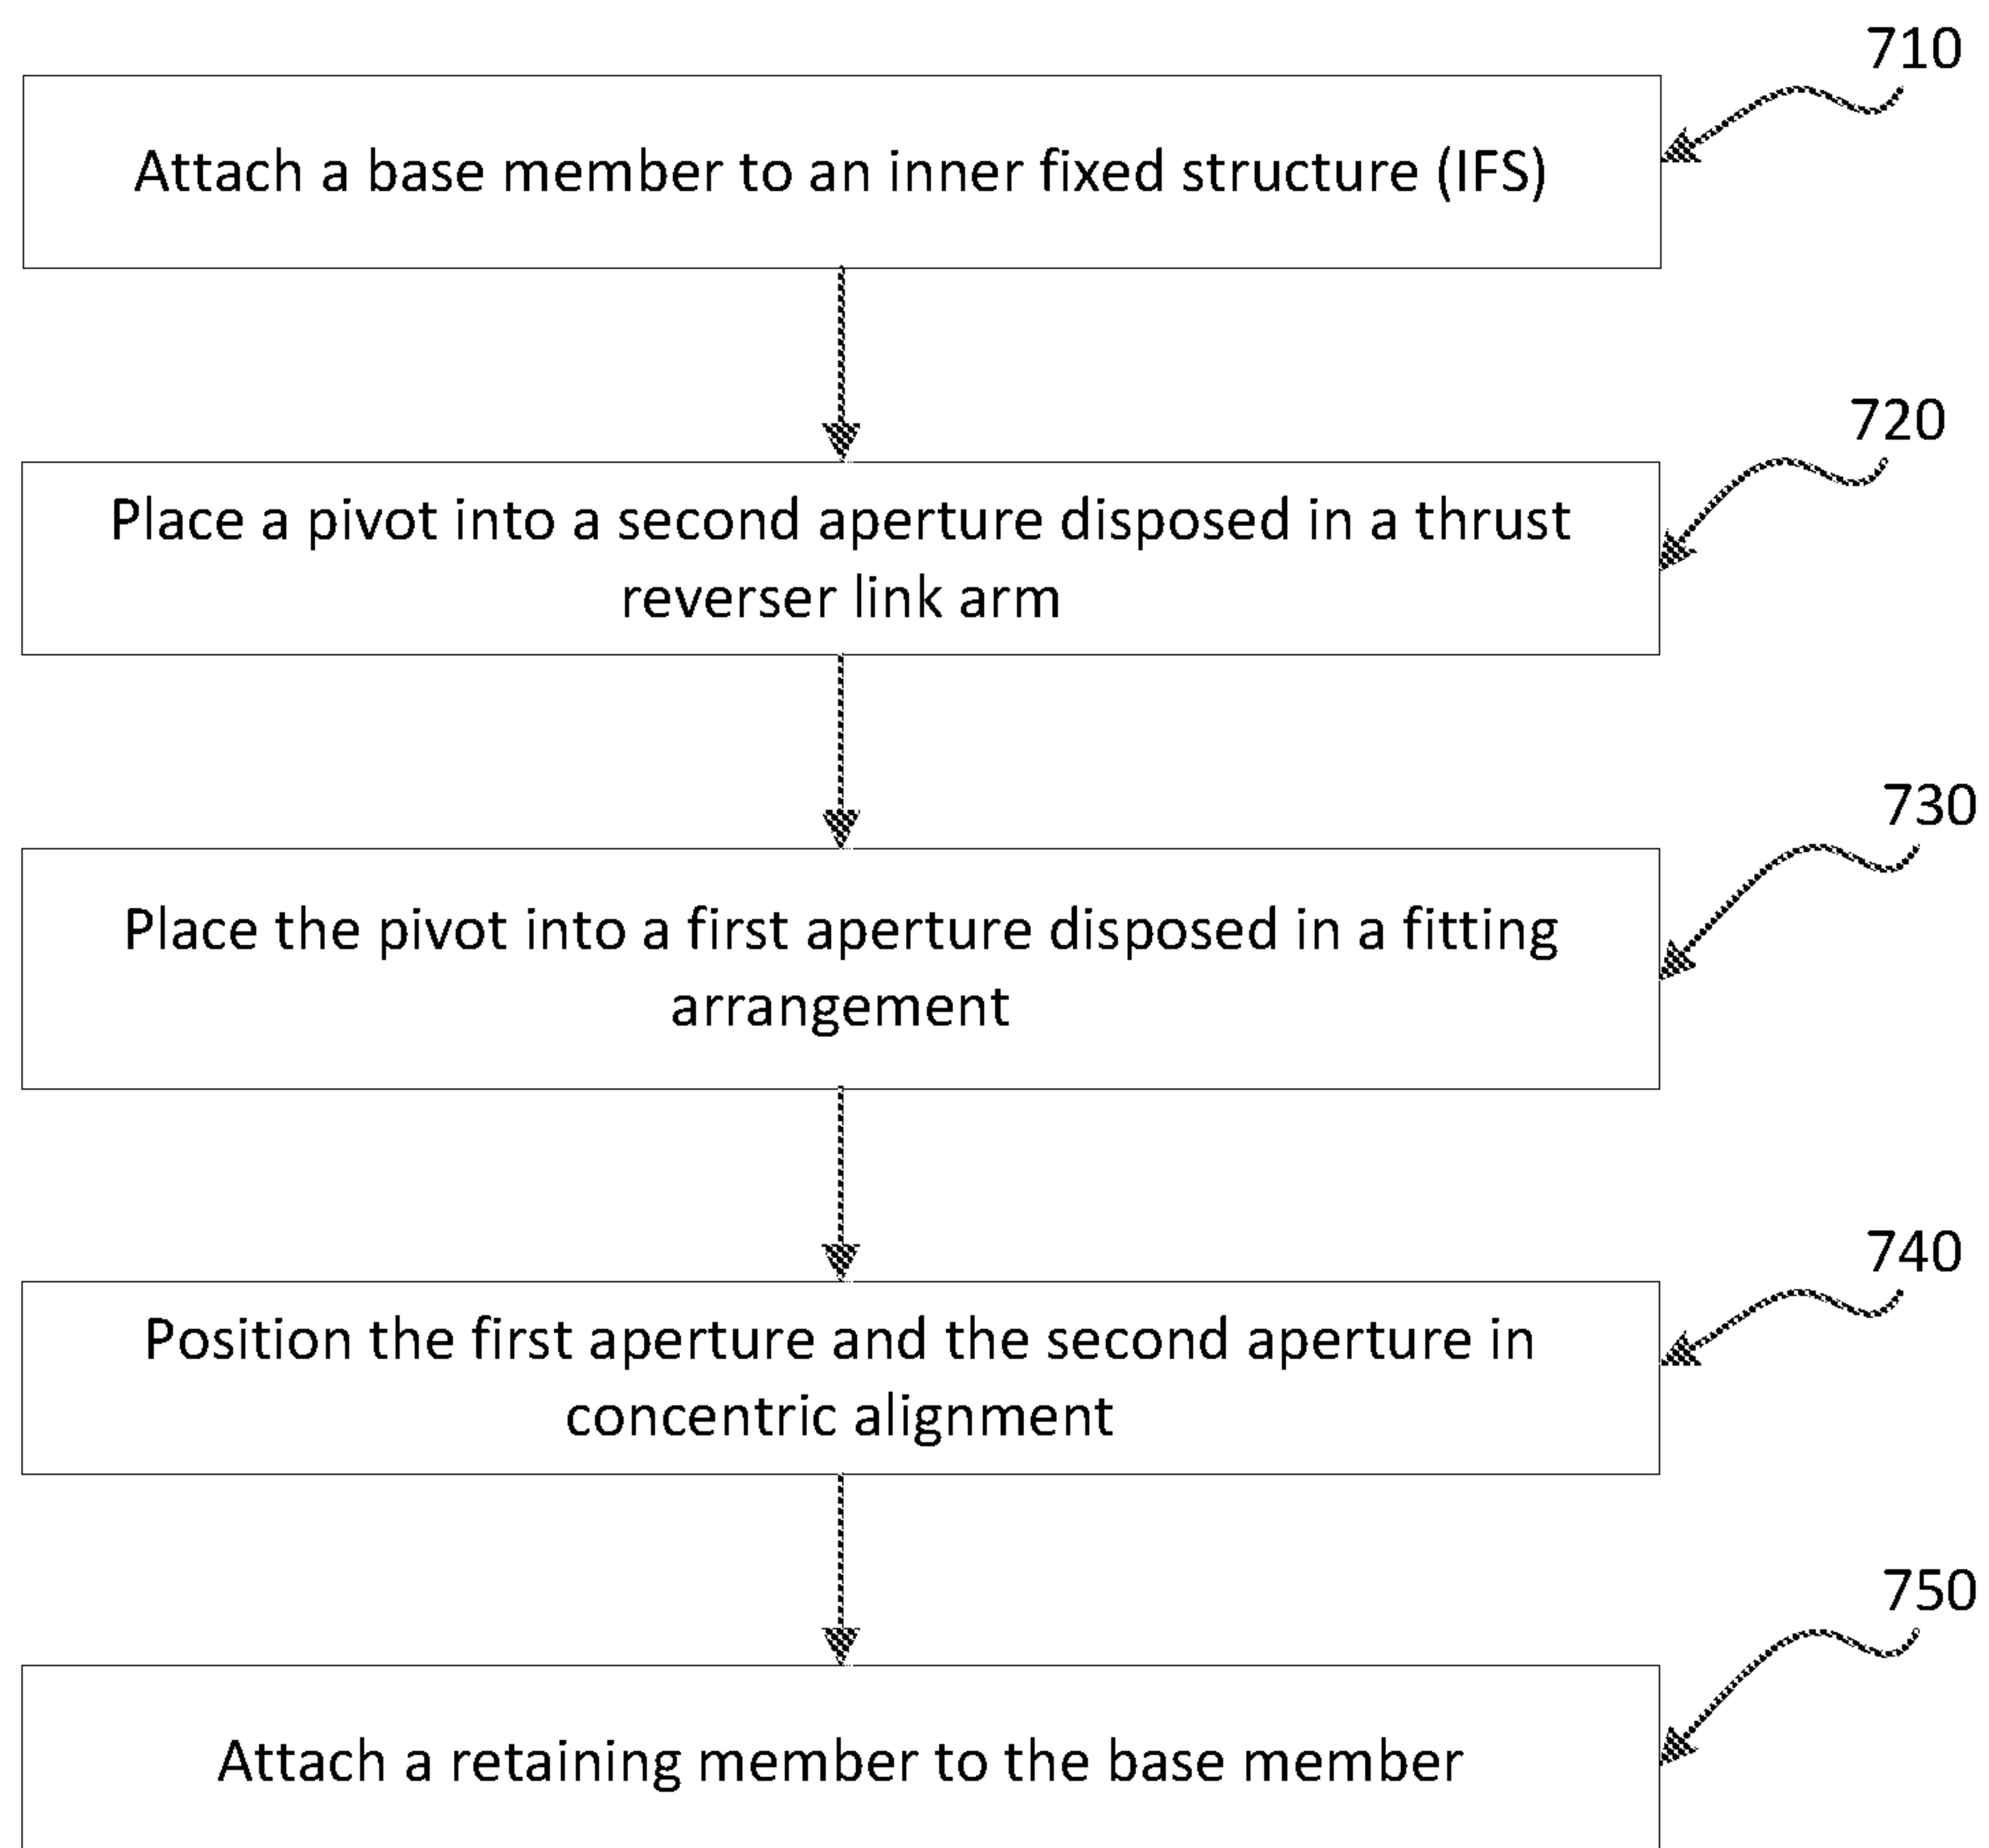 710
Attach a base member to an inner fixed structure (IFS)
720
Place a pivot into a second aperture disposed in a thrust
reverser link arm
730
Place the pivot into a first aperture disposed in a fitting
arrangement
740
Position the first aperture and the second aperture in
concentric alignment
750
Attach a retaining member to the base member